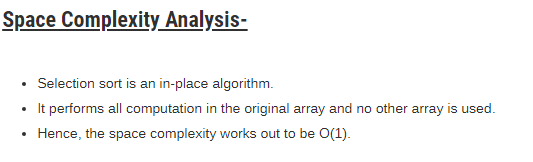 Space Complexity Analysis-
Selection sort is an in-place algorithm.
It performs all computation in the original array and no other array is used.
Hence, the space complexity works out to be O(1).